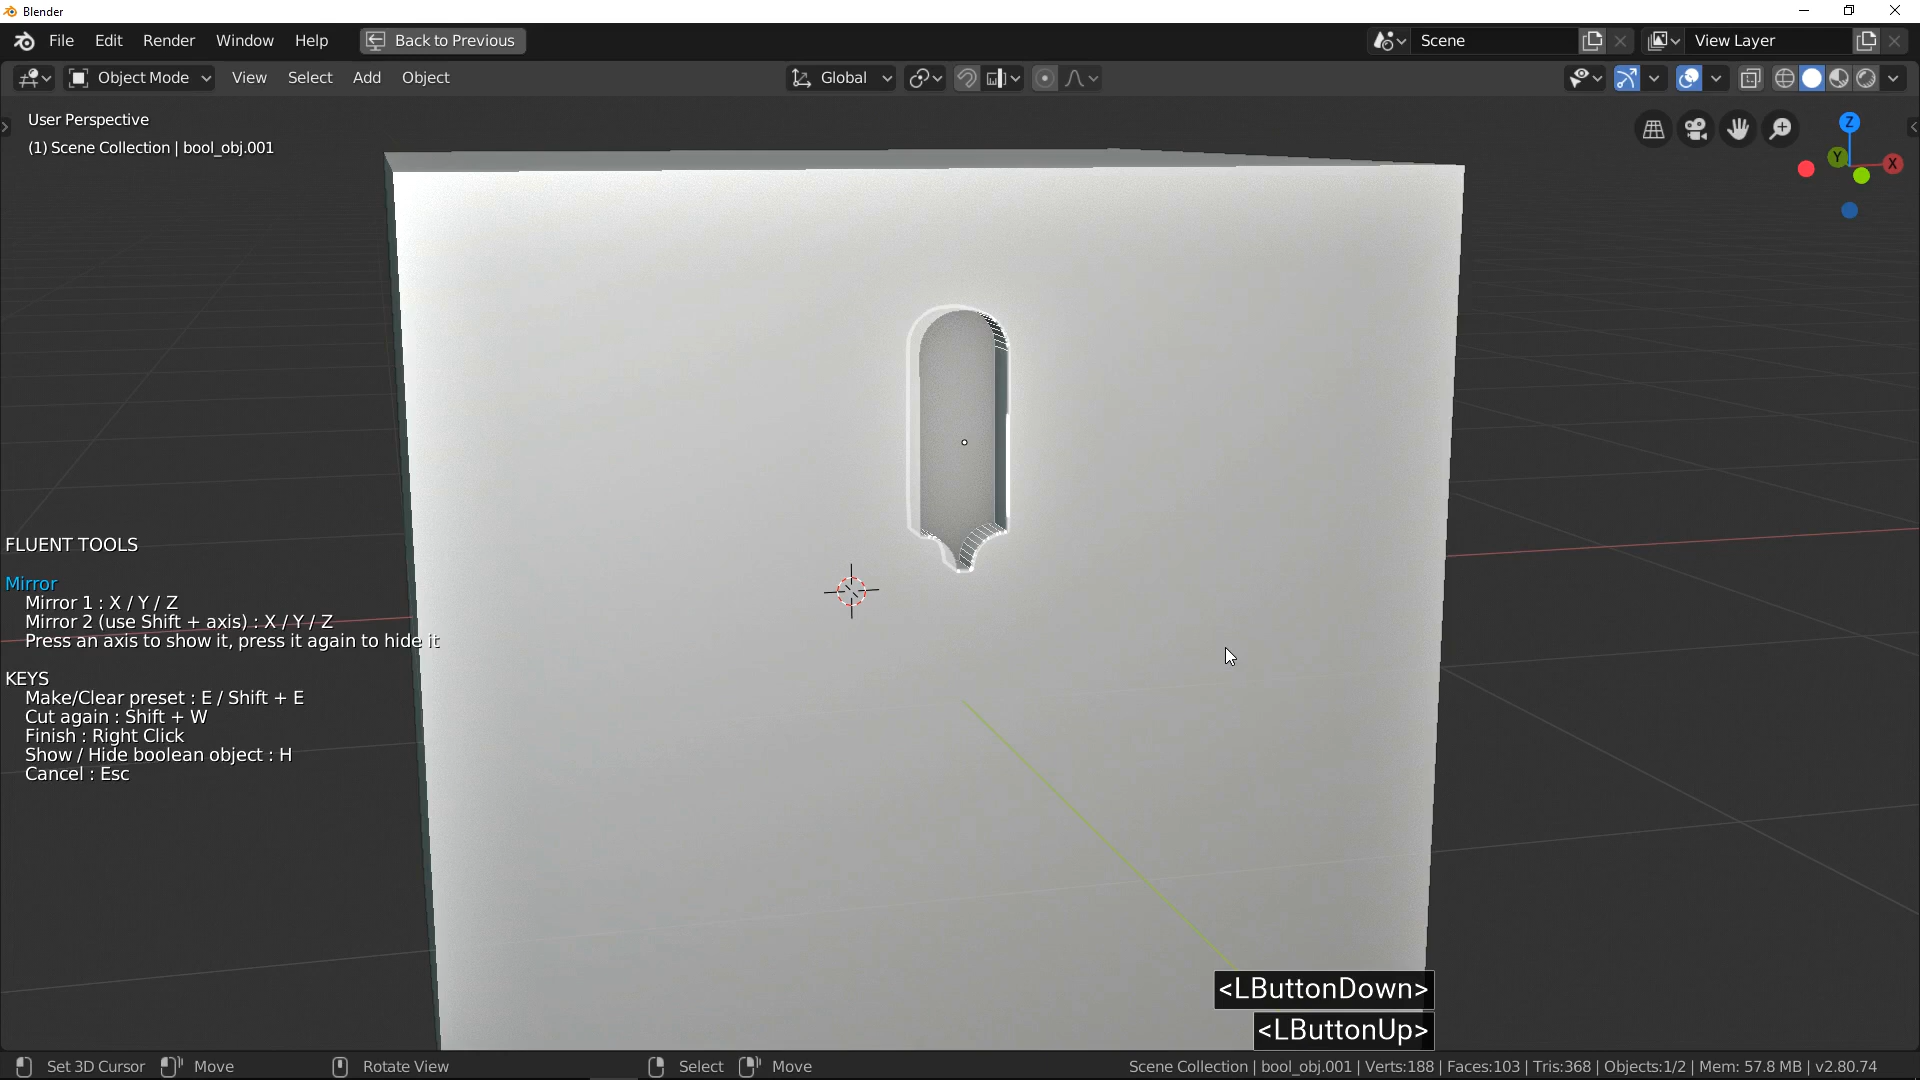 Blender
File Edit Render Window Help Back to Previous Scene View Layer
Object Mode View Select Add Object Global
User Perspective
(1) Scene Collection | bool_obj.001
Z
Y
X
FLUENT TOOLS
Mirror
Mirror 1 : X / Y / Z
Mirror 2 (use Shift + axis) : X / Y / Z
Press an axis to show it, press it again to hide it
KEYS
Make/Clear preset : E / Shift + E
Cut again : Shift + W
Finish : Right Click
Show / Hide boolean object : H
Cancel : Esc
<LButtonDown>
<LButtonUp>
Set 3D Cursor Move Rotate View Select Move Scene Collection | bool_obj.001 | Verts:188 | Faces:103 | Tris:368 | Objects:1/2 | Mem: 57.8 MB | v2.80.74